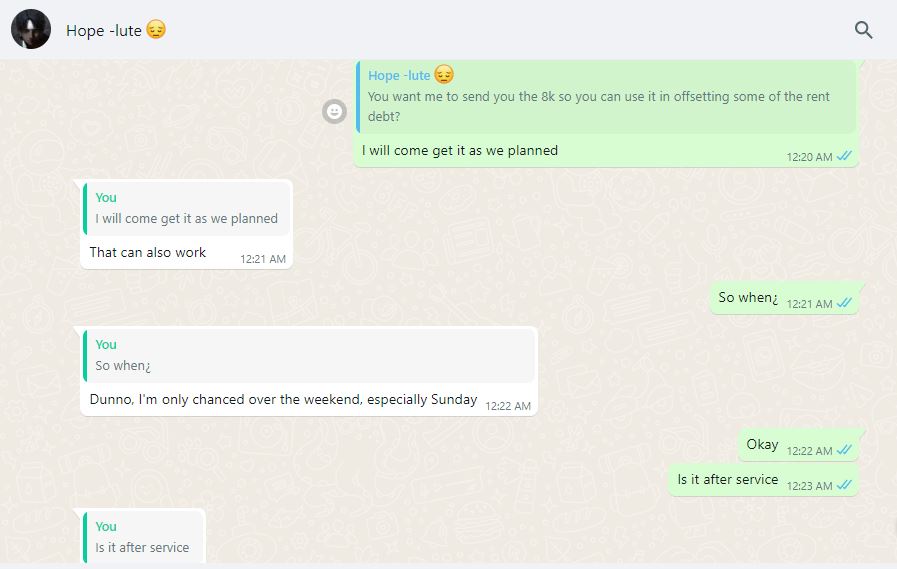 Hope -lute 😔
Hope -lute 😔
You want me to send you the 8k so you can use it in offsetting some of the rent
debt?
I will come get it as we planned
12:20 AM
You
I will come get it as we planned
That can also work
12:21 AM
So when¿
12:21 AM
You
So when¿
Dunno, I'm only chanced over the weekend, especially Sunday
12:22 AM
Okay
12:22 AM
Is it after service
12:23 AM
You
Is it after service